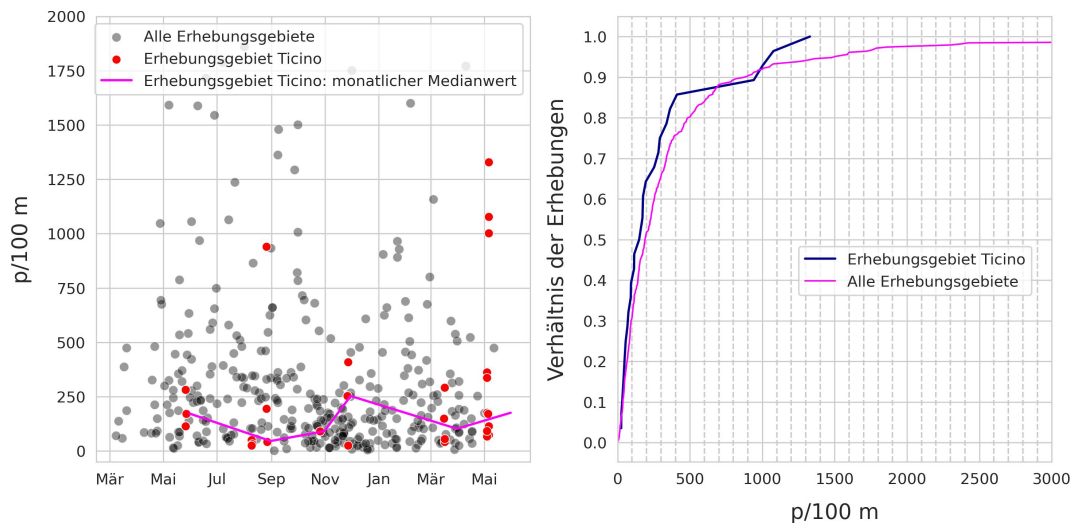 2000
1750
1500
1250
1000
750
500
250
0
p/100 m
Alle Erhebungsgebiete
Erhebungsgebiet Ticino
Erhebungsgebiet Ticino: monatlicher Medianwert
Mär Mai Jul Sep Nov Jan Mär Mai
1.0
0.9
0.8
0.7
0.6
0.5
0.4
0.3
0.2
0.1
0.0
Verhältnis der Erhebungen
Erhebungsgebiet Ticino
Alle Erhebungsgebiete
0 500 1000 1500 2000 2500 3000
p/100 m